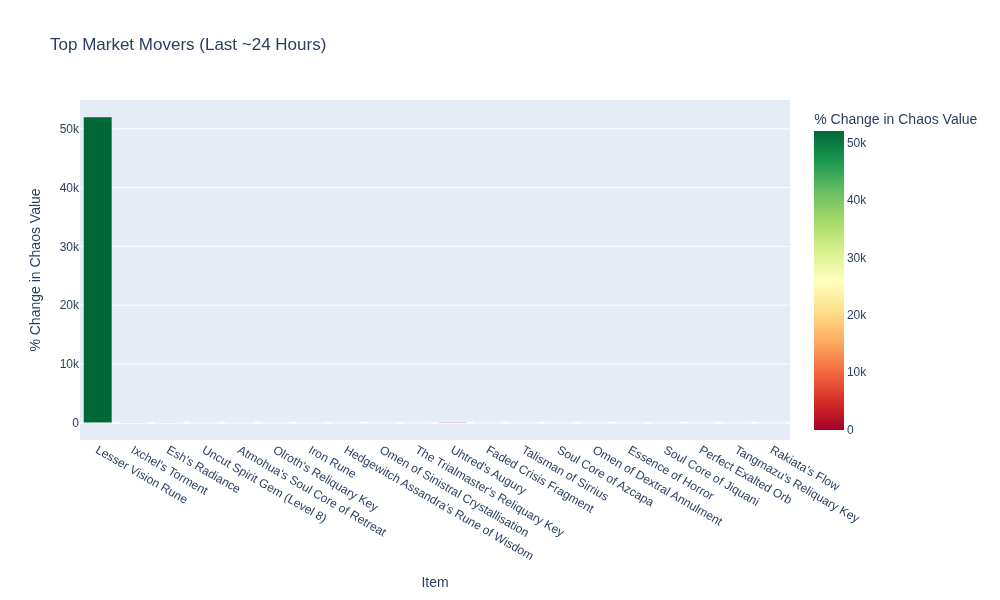 Top Market Movers (Last ~24 Hours)
% Change in Chaos Value
50k
40k
30k
20k
10k
0
% Change in Chaos Value
50k
40k
30k
20k
10k
0
Lesser Vision Rune
Ixchel's Torment
Esh's Radiance
Uncut Spirit Gem (Level 8)
Atmohua's Soul Core of Retreat
Olroth's Reliquary Key
Iron Rune
Hedgewitch Assandra's Rune of Wisdom
Omen of Sinistral Crystallisation
The Trialmaster's Reliquary Key
Uhtred's Augury
Faded Crisis Fragment
Talisman of Sirrius
Soul Core of Azcapa
Omen of Dextral Annulment
Essence of Horror
Soul Core of Jiquani
Perfect Exalted Orb
Tangmazu's Reliquary Key
Rakiata's Flow
Item